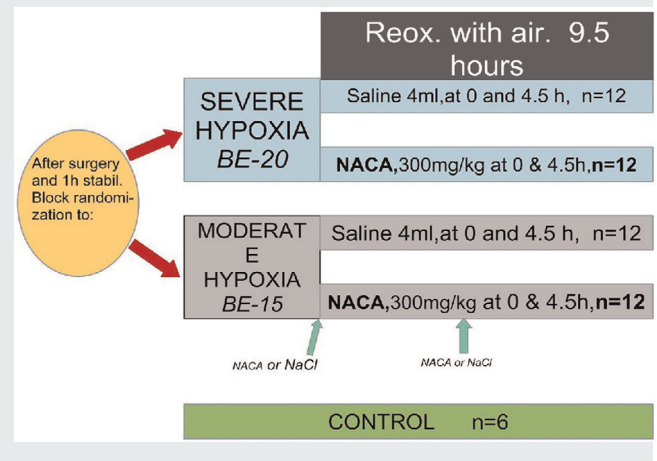 Reox. with air. 9.5
hours
SEVERE
HYPOXIA
BE-20
Saline 4ml,at 0 and 4.5 h, n=12
NACA,300mg/kg at 0 & 4.5h,n=12
After surgery
and 1h stabil.
Block randomi-
zation to:
MODERAT
E
HYPOXIA
BE-15
Saline 4ml,at 0 and 4.5 h, n=12
NACA,300mg/kg at 0 & 4.5h,n=12
NACA or NaCl
NACA or NaCl
CONTROL n=6